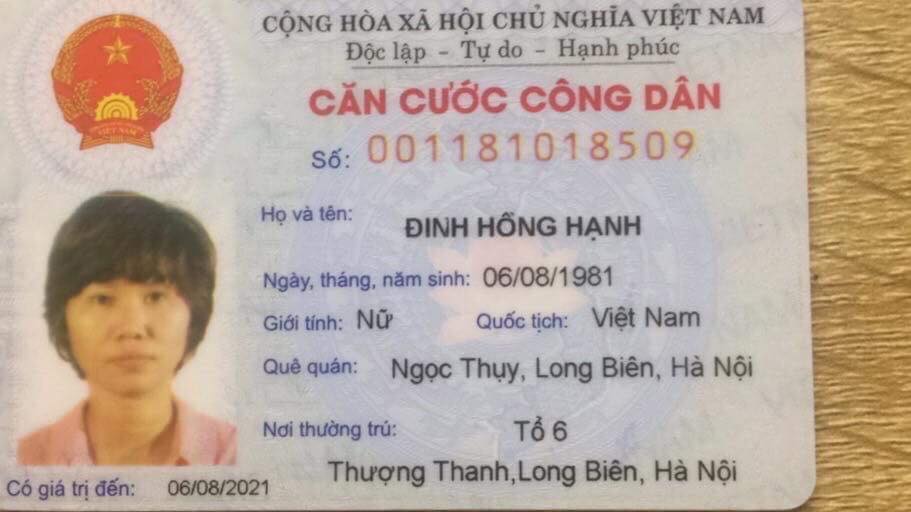 CỘNG HÒA XÃ HỘI CHỦ NGHĨA VIỆT NAM
Độc lập - Tự do - Hạnh phúc
CĂN CƯỚC CÔNG DÂN
Số: 001181018509
Họ và tên: ĐINH HỒNG HẠNH
Ngày, tháng, năm sinh: 06/08/1981
Giới tính: Nữ Quốc tịch: Việt Nam
Quê quán: Ngọc Thụy, Long Biên, Hà Nội
Nơi thường trú: Tổ 6
Thượng Thanh,Long Biên, Hà Nội
Có giá trị đến: 06/08/2021
VIỆT NAM